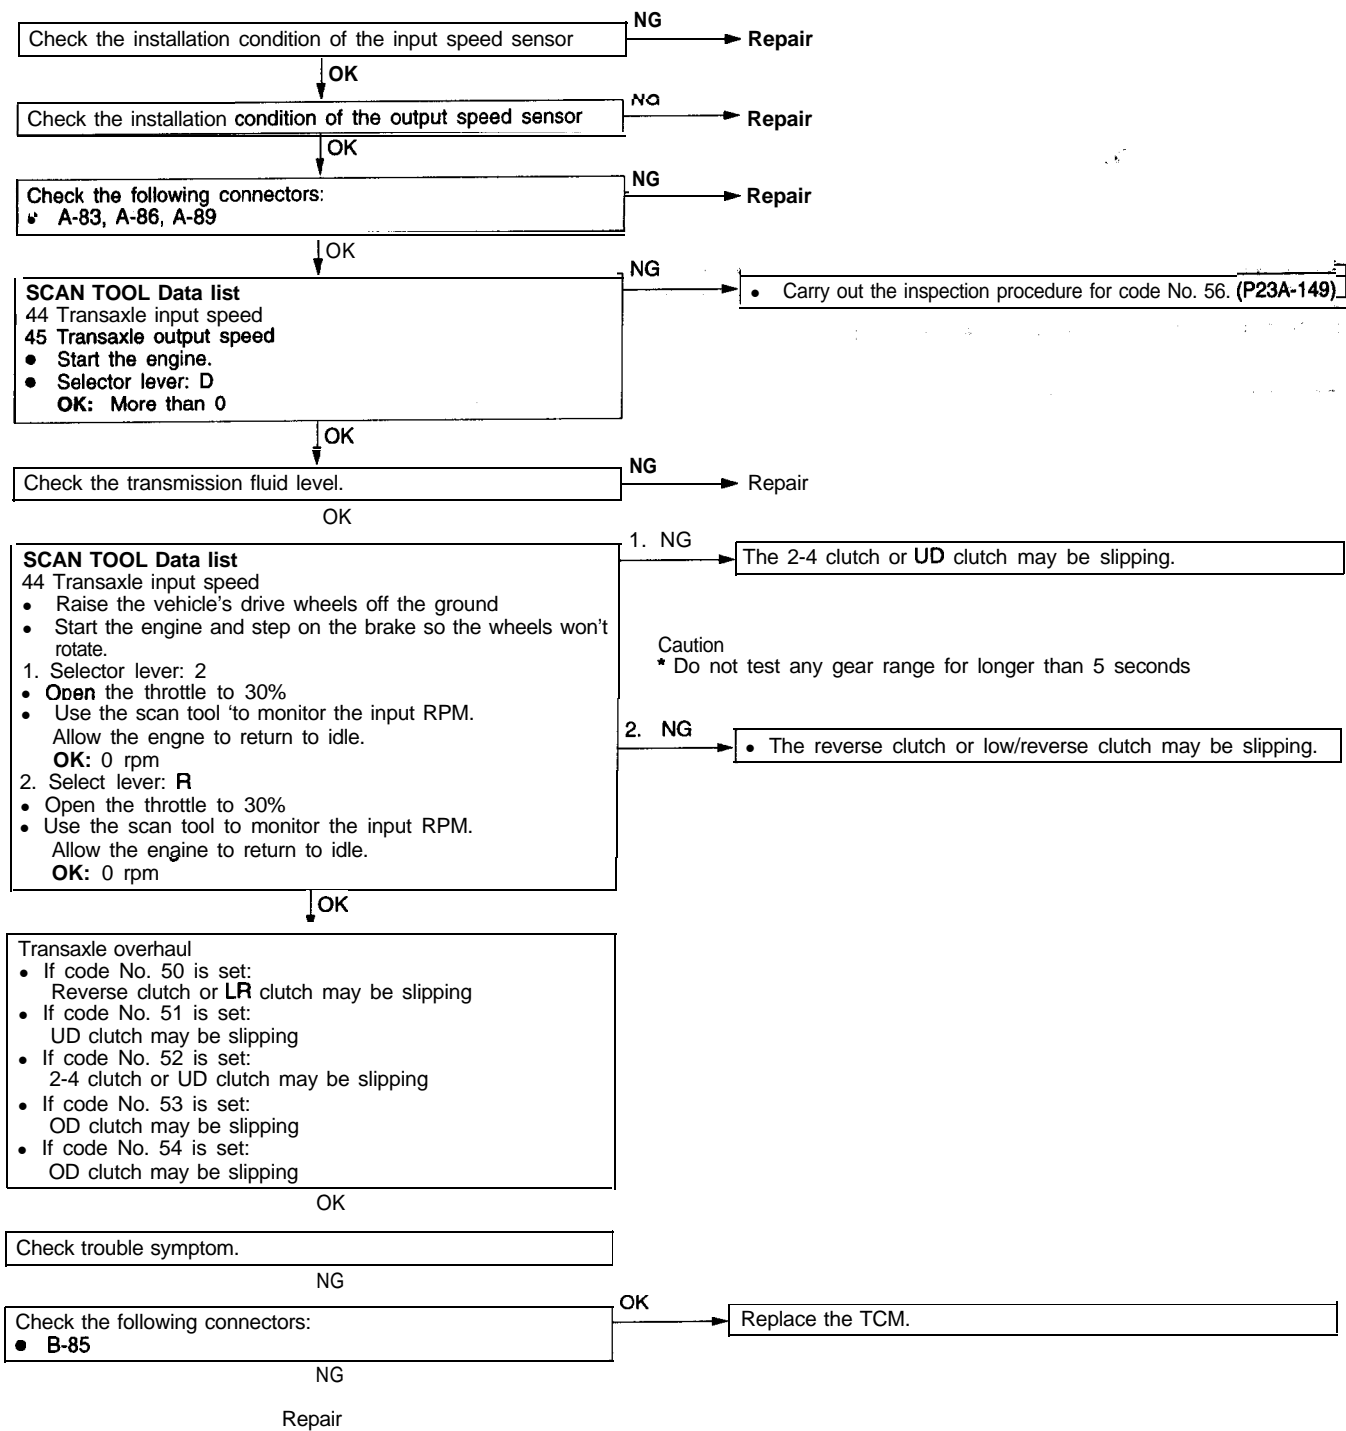 NG
Check the installation condition of the input speed sensor
Repair
OK
NG
Check the installation condition of the output speed sensor
Repair
OK
NG
Check the following connectors:
Repair
A-83, A-86, A-89
OK
NG
SCAN TOOL Data list
• Carry out the inspection procedure for code No. 56. (P23A-149)
44 Transaxle input speed
45 Transaxle output speed
• Start the engine.
• Selector lever: D
OK: More than 0
OK
NG
Check the transmission fluid level.
Repair
OK
1. NG
SCAN TOOL Data list
The 2-4 clutch or UD clutch may be slipping.
44 Transaxle input speed
• Raise the vehicle's drive wheels off the ground
• Start the engine and step on the brake so the wheels won't
rotate.
Caution
* Do not test any gear range for longer than 5 seconds
1. Selector lever: 2
• Open the throttle to 30%
• Use the scan tool 'to monitor the input RPM.
2. NG
Allow the engne to return to idle.
• The reverse clutch or low/reverse clutch may be slipping.
OK: 0 rpm
2. Select lever: R
• Open the throttle to 30%
• Use the scan tool to monitor the input RPM.
Allow the engine to return to idle.
OK: 0 rpm
OK
Transaxle overhaul
• If code No. 50 is set:
Reverse clutch or LR clutch may be slipping
• If code No. 51 is set:
UD clutch may be slipping
• If code No. 52 is set:
2-4 clutch or UD clutch may be slipping
• If code No. 53 is set:
OD clutch may be slipping
• If code No. 54 is set:
OD clutch may be slipping
OK
Check trouble symptom.
NG
OK
Check the following connectors:
Replace the TCM.
• B-85
NG
Repair